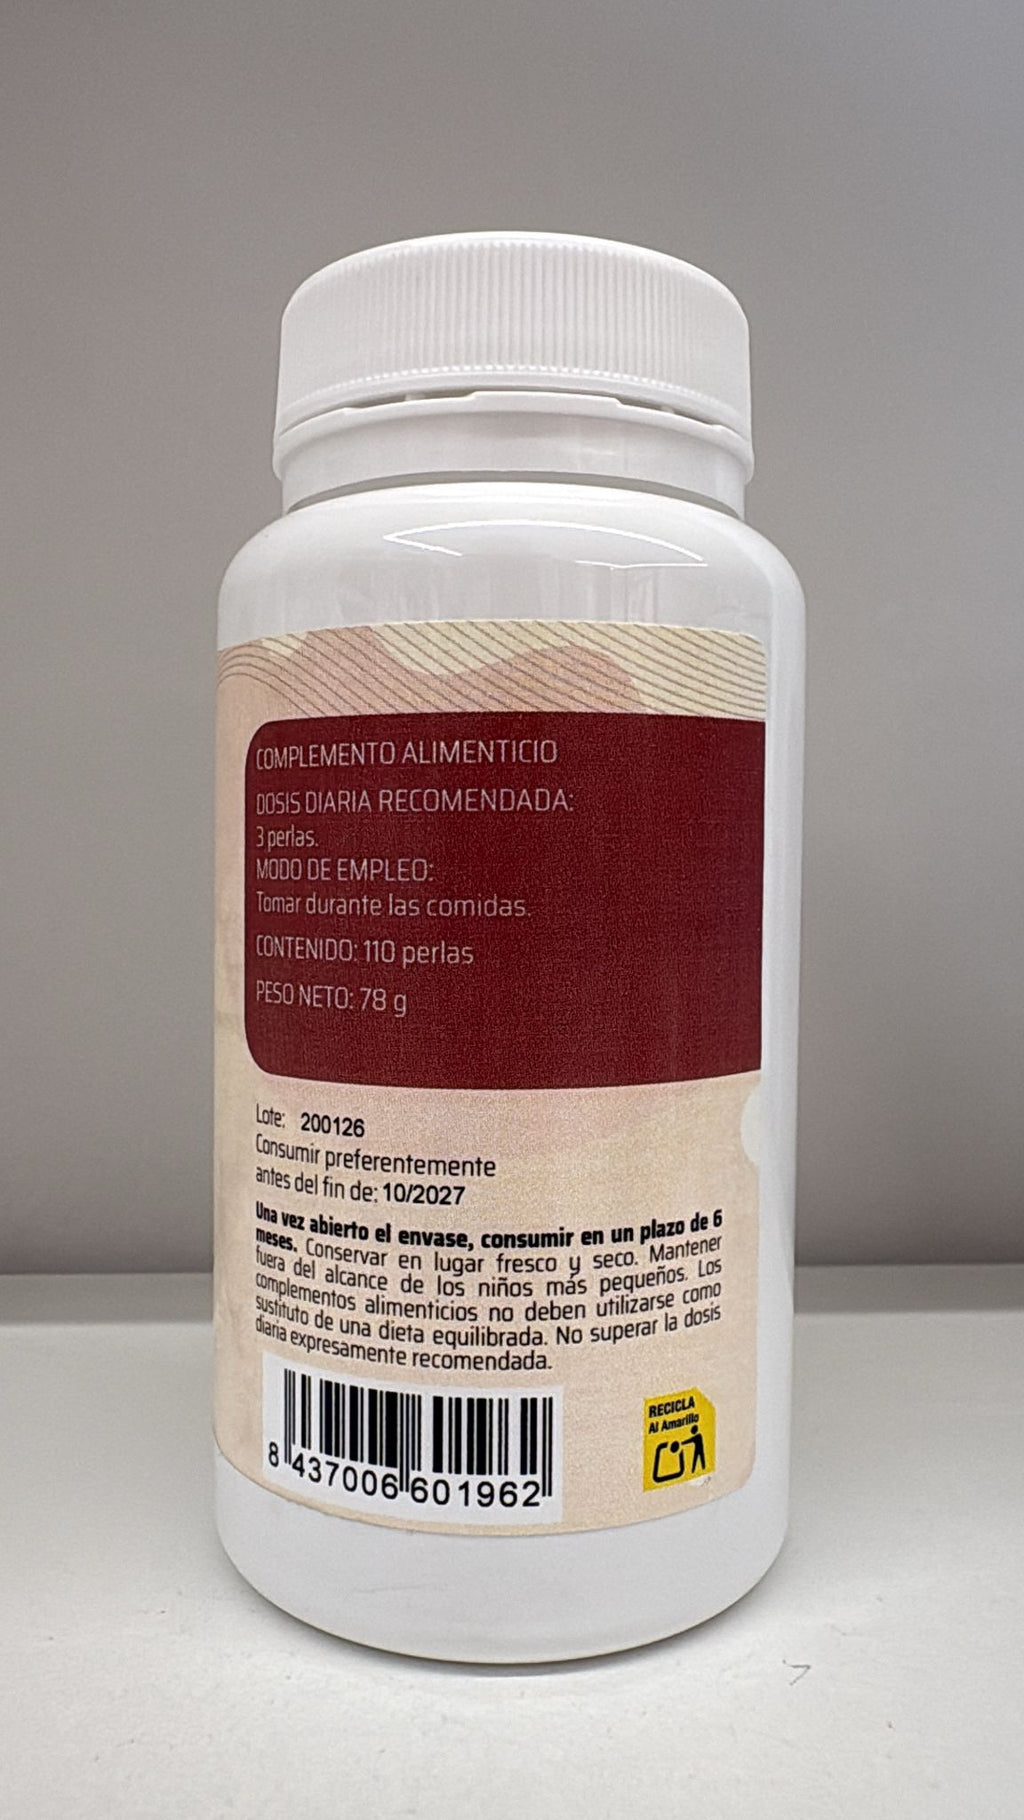 COMPLEMENTO ALIMENTICIO
DOSIS DIARIA RECOMENDADA:
3 perlas.
MODO DE EMPLEO:
Tomar durante las comidas.
CONTENIDO: 110 perlas
PESO NETO: 78 g
Lote: 200126
Consumir preferentemente
antes del fin de: 10/2027
Una vez abierto el envase, consumir en un plazo de 6
meses. Conservar en lugar fresco y seco. Mantener
fuera del alcance de los niños más pequeños. Los
complementos alimenticios no deben utilizarse como
sustituto de una dieta equilibrada. No superar la dosis
diaria expresamente recomendada.
8 437006 601962
RECICLA
Al Amarillo